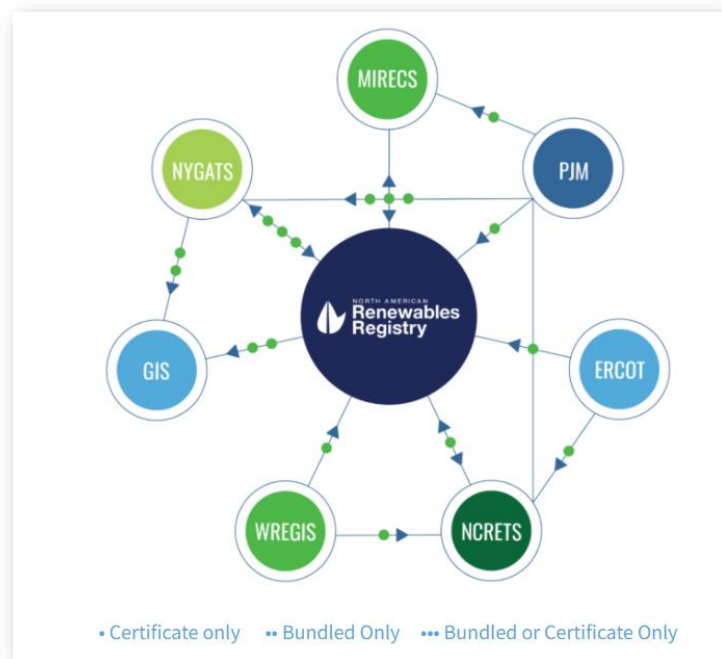 MIRECS
NYGATS
PJM
NORTH AMERICAN
Renewables
Registry
GIS
ERCOT
WREGIS
NCRETS
• Certificate only •• Bundled Only ••• Bundled or Certificate Only